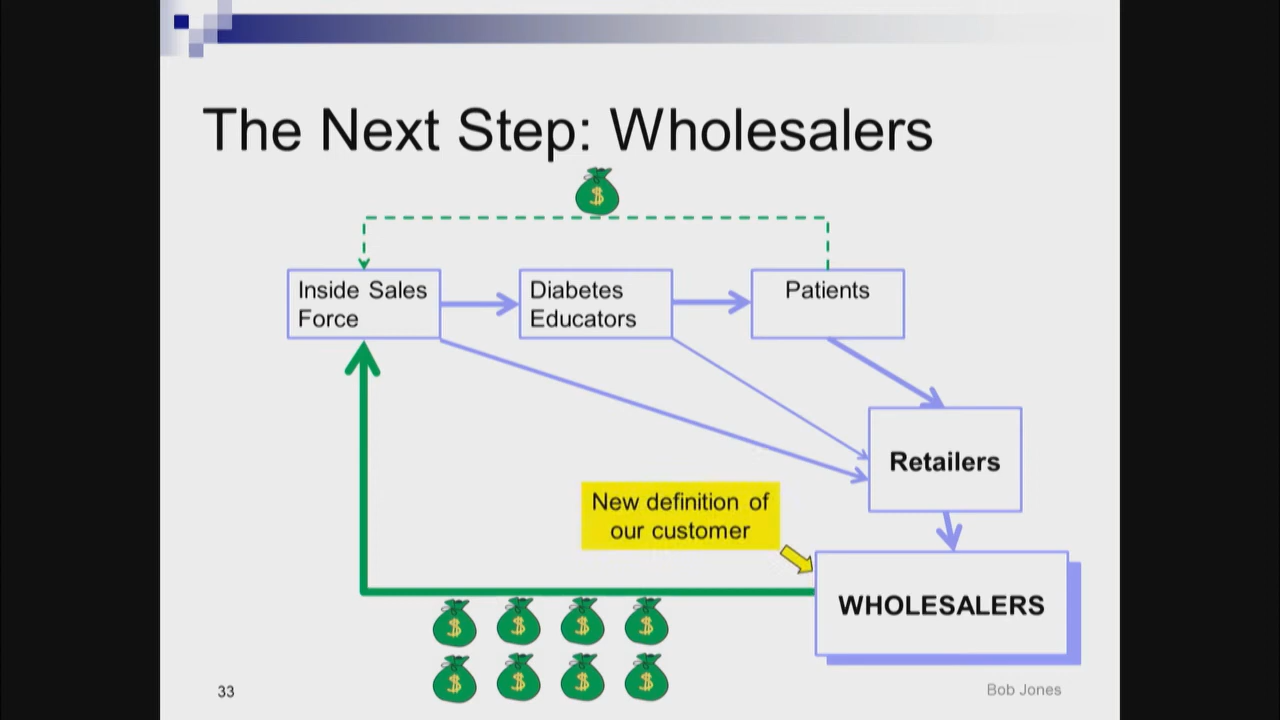 The Next Step: Wholesalers
$
Inside Sales
Force
Diabetes
Educators
Patients
Retailers
New definition of
our customer
WHOLESALERS
$ $ $ $
$ $ $ $
33
Bob Jones